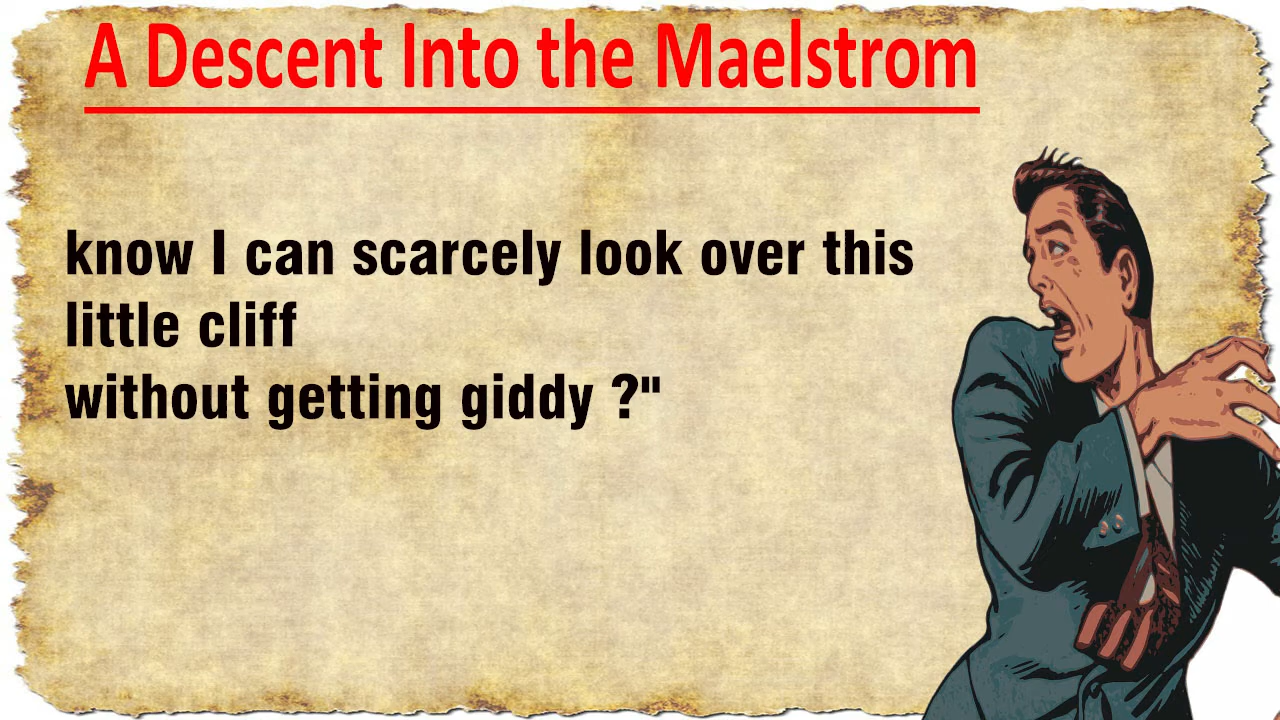 A Descent Into the Maelstrom
know I can scarcely look over this
little cliff
without getting giddy ?"